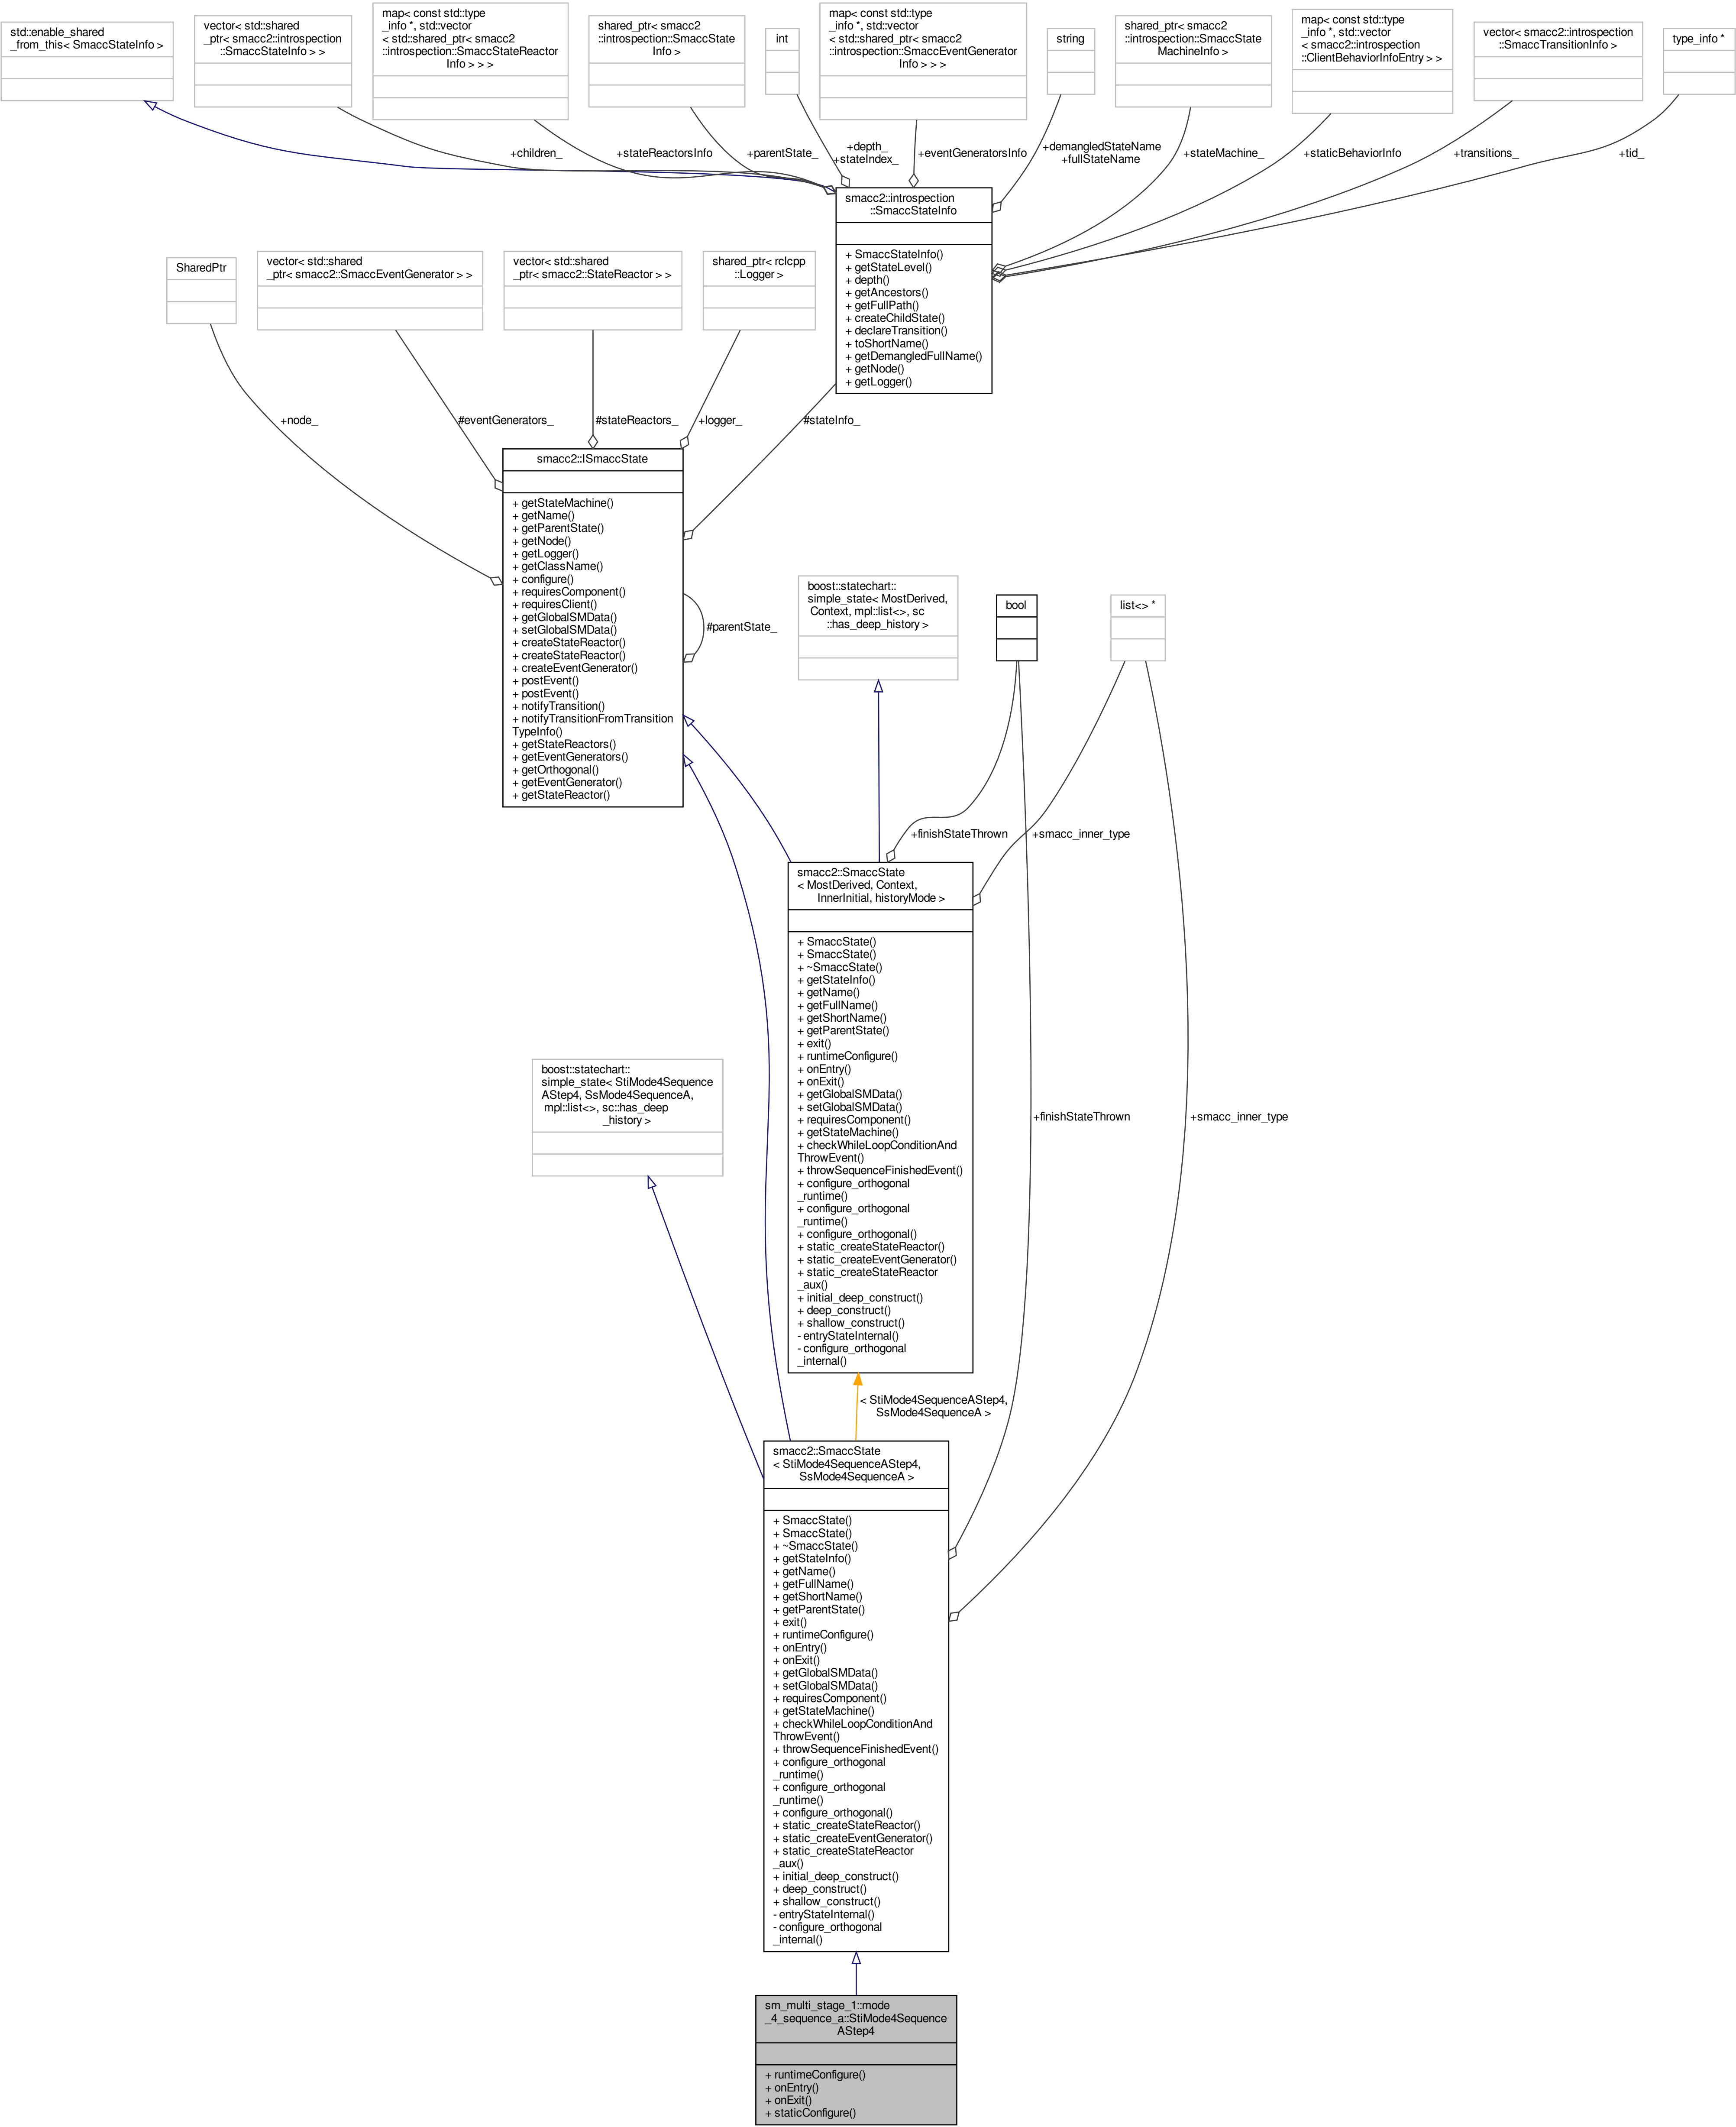 std::enable_shared
_from_this< SmaccStateInfo >
vector< std::shared
_ptr< smacc2::introspection
::SmaccStateInfo > >
map< const std::type
_info *, std::vector
< std::shared_ptr< smacc2
::introspection::SmaccStateReactor
Info > > >
shared_ptr< smacc2
::introspection::SmaccState
Info >
int
map< const std::type
_info *, std::vector
< std::shared_ptr< smacc2
::introspection::SmaccEventGenerator
Info > > >
string
shared_ptr< smacc2
::introspection::SmaccState
MachineInfo >
map< const std::type
_info *, std::vector
< smacc2::introspection
::ClientBehaviorInfoEntry > >
vector< smacc2::introspection
::SmaccTransitionInfo >
type_info *
+children_
+stateReactorsInfo
+parentState_
+depth_
+stateIndex_
+eventGeneratorsInfo
+demangledStateName
+fullStateName
+stateMachine_
+staticBehaviorInfo
+transitions_
+tid_
smacc2::introspection
::SmaccStateInfo
+ SmaccStateInfo()
+ getStateLevel()
+ depth()
+ getAncestors()
+ getFullPath()
+ createChildState()
+ declareTransition()
+ toShortName()
+ getDemangledFullName()
+ getNode()
+ getLogger()
SharedPtr
vector< std::shared
_ptr< smacc2::SmaccEventGenerator > >
vector< std::shared
_ptr< smacc2::StateReactor > >
shared_ptr< rclcpp
::Logger >
+node_
#eventGenerators_
#stateReactors_
+logger_
#stateInfo_
smacc2::ISmaccState
+ getStateMachine()
+ getName()
+ getParentState()
+ getNode()
+ getLogger()
+ getClassName()
+ configure()
+ requiresComponent()
+ requiresClient()
+ getGlobalSMData()
+ setGlobalSMData()
+ createStateReactor()
+ createStateReactor()
+ createEventGenerator()
+ postEvent()
+ postEvent()
+ notifyTransition()
+ notifyTransitionFromTransition
TypeInfo()
+ getStateReactors()
+ getEventGenerators()
+ getOrthogonal()
+ getEventGenerator()
+ getStateReactor()
#parentState_
boost::statechart::
simple_state< MostDerived,
Context, mpl::list<>, sc
::has_deep_history >
bool
list<> *
+finishStateThrown
+smacc_inner_type
smacc2::SmaccState
< MostDerived, Context,
InnerInitial, historyMode >
+ SmaccState()
+ SmaccState()
+ ~SmaccState()
+ getStateInfo()
+ getName()
+ getFullName()
+ getShortName()
+ getParentState()
+ exit()
+ runtimeConfigure()
+ onEntry()
+ onExit()
+ getGlobalSMData()
+ setGlobalSMData()
+ requiresComponent()
+ getStateMachine()
+ checkWhileLoopConditionAnd
ThrowEvent()
+ throwSequenceFinishedEvent()
+ configure_orthogonal
_runtime()
+ configure_orthogonal
_runtime()
+ configure_orthogonal()
+ static_createStateReactor()
+ static_createEventGenerator()
+ static_createStateReactor
_aux()
+ initial_deep_construct()
+ deep_construct()
+ shallow_construct()
- entryStateInternal()
- configure_orthogonal
_internal()
boost::statechart::
simple_state< StiMode4Sequence
AStep4, SsMode4SequenceA,
mpl::list<>, sc::has_deep
_history >
+finishStateThrown
+smacc_inner_type
< StiMode4SequenceAStep4,
SsMode4SequenceA >
smacc2::SmaccState
< StiMode4SequenceAStep4,
SsMode4SequenceA >
+ SmaccState()
+ SmaccState()
+ ~SmaccState()
+ getStateInfo()
+ getName()
+ getFullName()
+ getShortName()
+ getParentState()
+ exit()
+ runtimeConfigure()
+ onEntry()
+ onExit()
+ getGlobalSMData()
+ setGlobalSMData()
+ requiresComponent()
+ getStateMachine()
+ checkWhileLoopConditionAnd
ThrowEvent()
+ throwSequenceFinishedEvent()
+ configure_orthogonal
_runtime()
+ configure_orthogonal
_runtime()
+ configure_orthogonal()
+ static_createStateReactor()
+ static_createEventGenerator()
+ static_createStateReactor
_aux()
+ initial_deep_construct()
+ deep_construct()
+ shallow_construct()
- entryStateInternal()
- configure_orthogonal
_internal()
sm_multi_stage_1::mode
_4_sequence_a::StiMode4Sequence
AStep4
+ runtimeConfigure()
+ onEntry()
+ onExit()
+ staticConfigure()